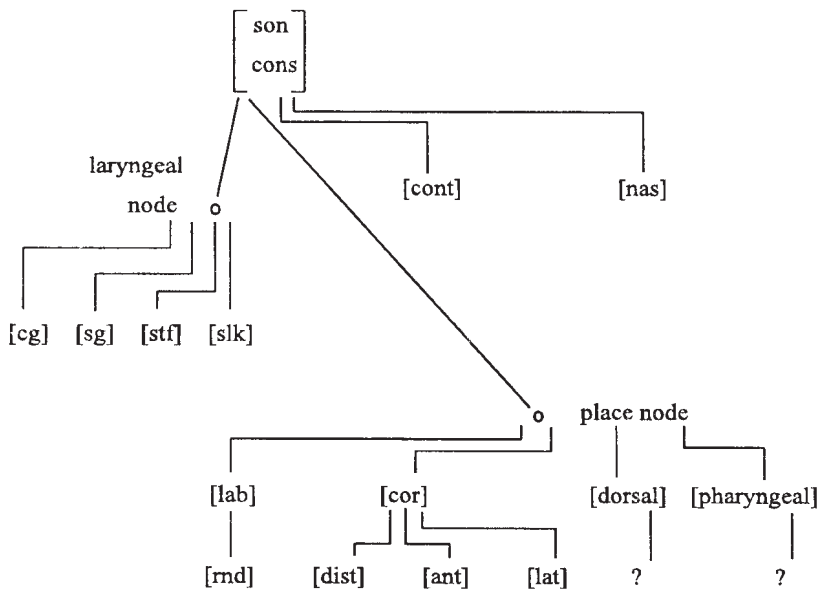 son
cons
laryngeal
node
[cont] [nas]
[cg] [sg] [stf] [slk]
place node
[lab] [cor] [dorsal] [pharyngeal]
[rnd] [dist] [ant] [lat] ? ?